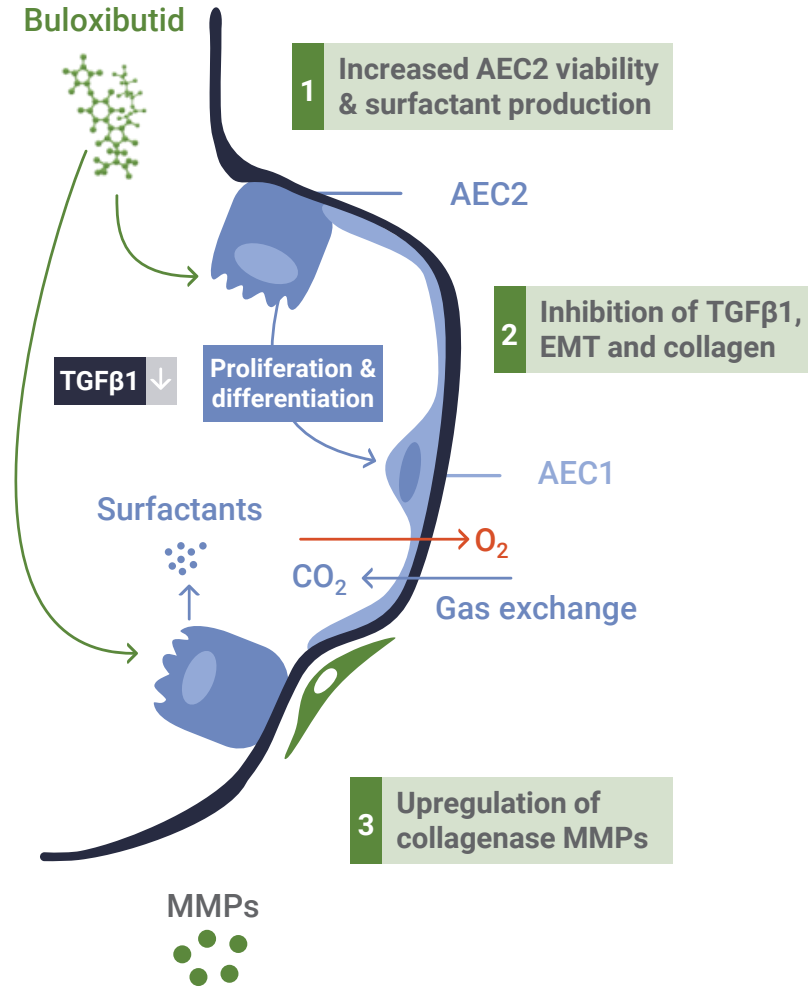 Buloxibutid
1
Increased AEC2 viability
& surfactant production
AEC2
2
Inhibition of TGFβ1,
EMT and collagen
TGFβ1
Proliferation &
differentiation
AEC1
Surfactants
O₂
CO₂
Gas exchange
3
Upregulation of
collagenase MMPs
MMPs